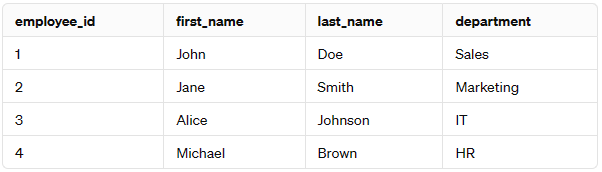 employee_id first_name last_name department
1 John Doe Sales
2 Jane Smith Marketing
3 Alice Johnson IT
4 Michael Brown HR